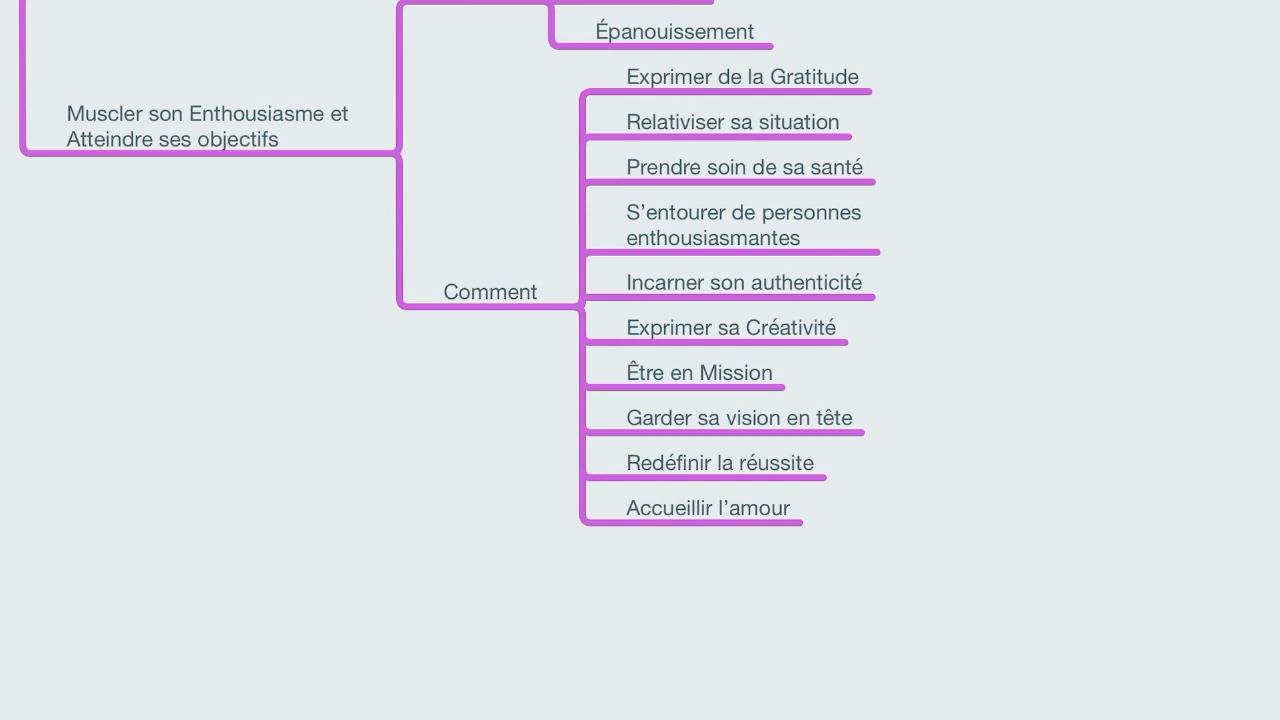 Épanouissement
Muscler son Enthousiasme et
Atteindre ses objectifs
Comment
Exprimer de la Gratitude
Relativiser sa situation
Prendre soin de sa santé
S’entourer de personnes
enthousiasmantes
Incarner son authenticité
Exprimer sa Créativité
Être en Mission
Garder sa vision en tête
Redéfinir la réussite
Accueillir l’amour